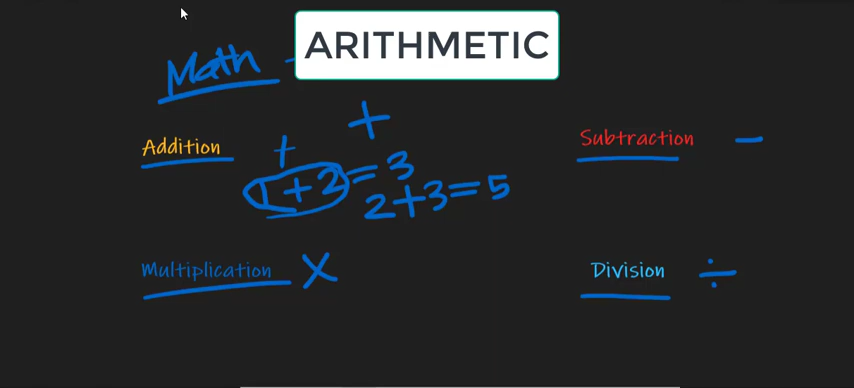 ARITHMETIC
Math -
+
Addition
+
1 + 2 = 3
2 + 3 = 5
Subtraction −
Multiplication ×
Division ÷